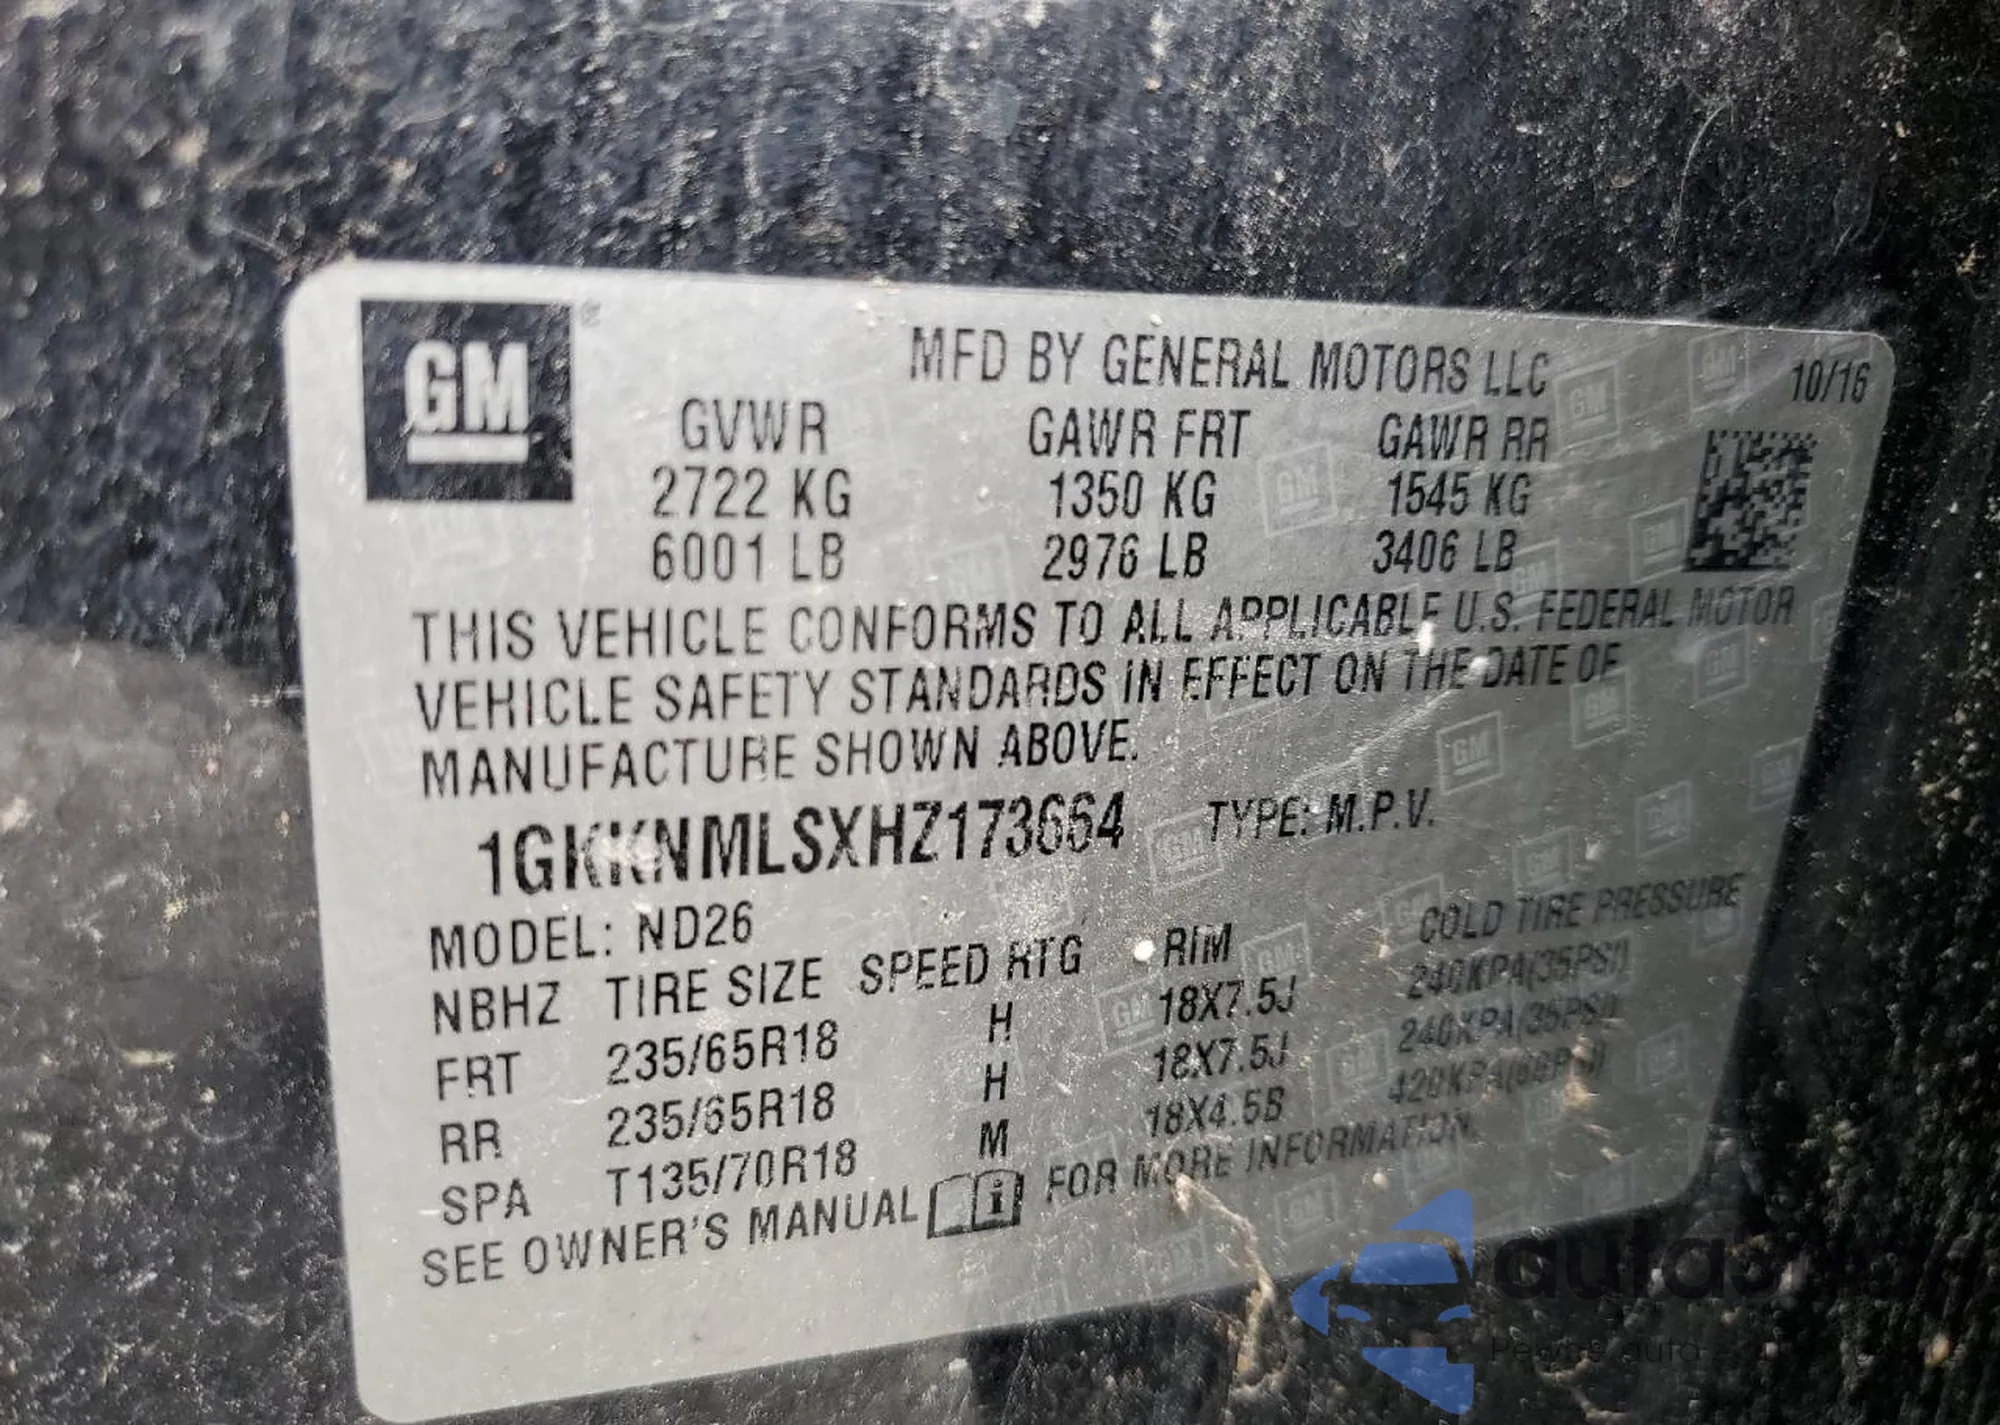 GM
MFD BY GENERAL MOTORS LLC 10/16
GVWR GAWR FRT GAWR RR
2722 KG 1350 KG 1545 KG
6001 LB 2976 LB 3406 LB
THIS VEHICLE CONFORMS TO ALL APPLICABLE U.S. FEDERAL MOTOR
VEHICLE SAFETY STANDARDS IN EFFECT ON THE DATE OF
MANUFACTURE SHOWN ABOVE.
1GKKNMLSXHZ173664 TYPE: M.P.V.
MODEL: ND26
NBHZ TIRE SIZE SPEED RTG RIM COLD TIRE PRESSURE
FRT 235/65R18 H 18X7.5J 240KPA(35PSI)
RR 235/65R18 H 18X7.5J 240KPA(35PSI)
SPA T135/70R18 M 18X4.5B 420KPA(60PSI)
SEE OWNER'S MANUAL FOR MORE INFORMATION.